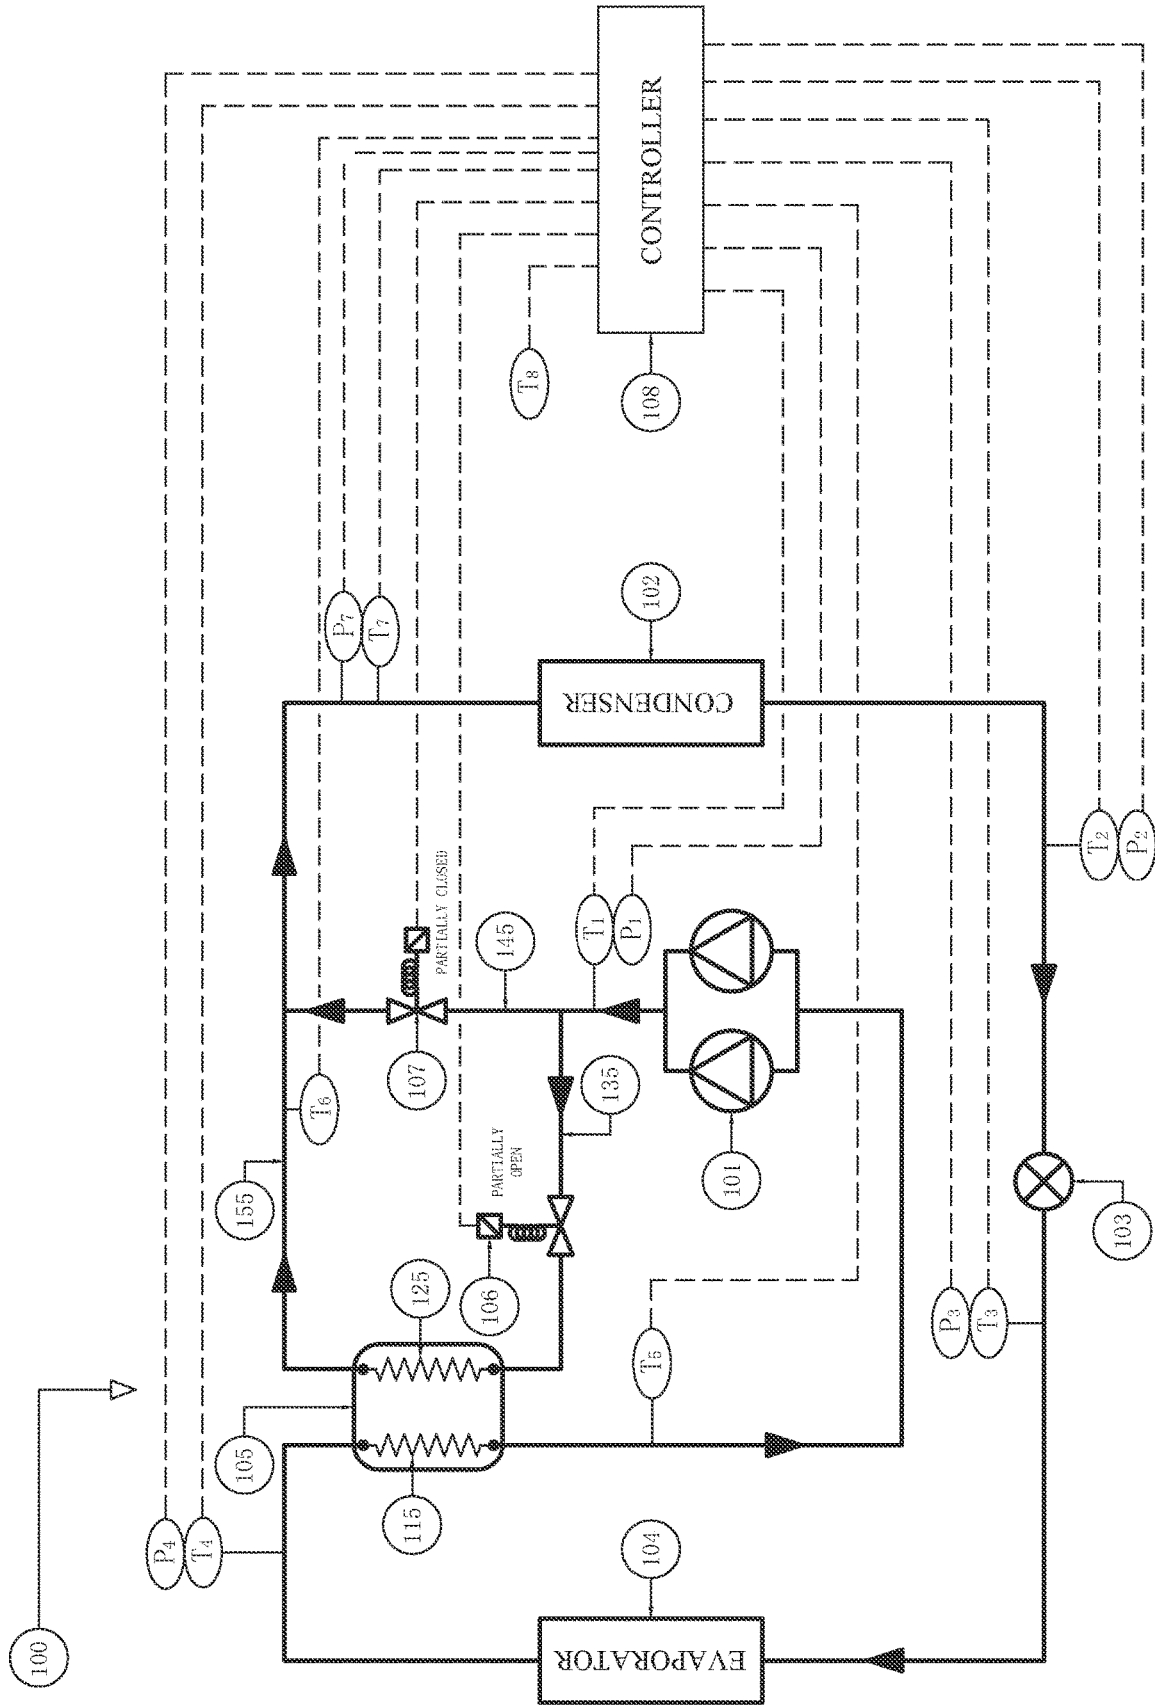 100
P4
T4
105
115
125
155
T6
P7
T7
107
PARTIALLY CLOSED
106
PARTIALLY
OPEN
135
145
T8
CONTROLLER
108
T1
P1
101
T5
102
CONDENSER
104
EVAPORATOR
P3
T3
103
T2
P2